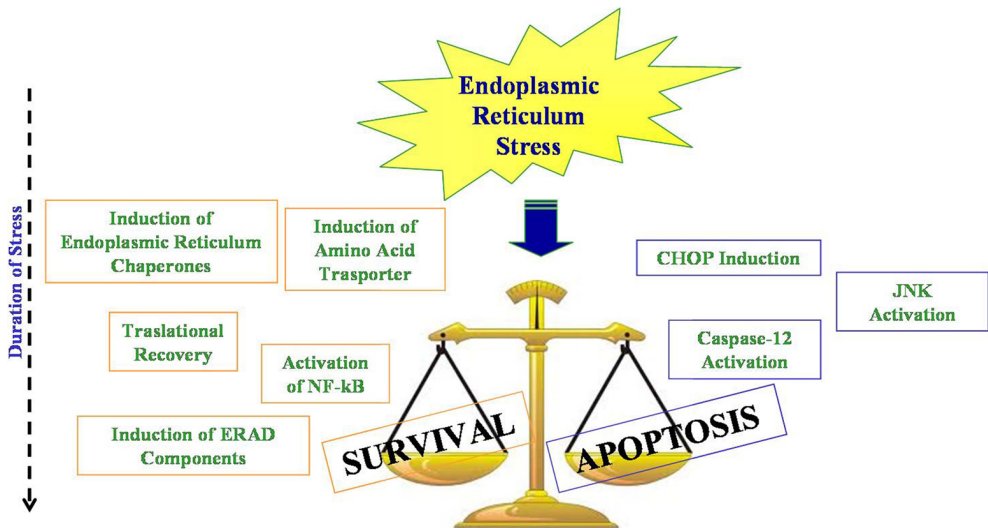 Endoplasmic
Reticulum
Stress
Duration of Stress
Induction of
Endoplasmic Reticulum
Chaperones
Induction of
Amino Acid
Trasporter
CHOP Induction
JNK
Activation
Traslational
Recovery
Activation
of NF-kB
Caspase-12
Activation
Induction of ERAD
Components
SURVIVAL
APOPTOSIS